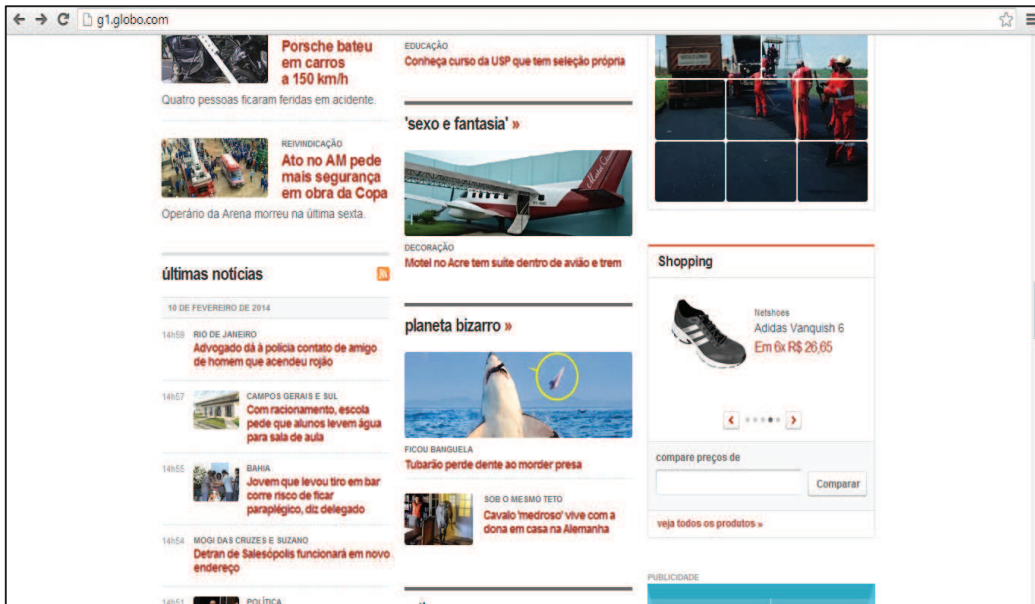 g1.globo.com
Porsche bateu
em carros
a 150 km/h
Quatro pessoas ficaram feridas em acidente.
REIVINDICAÇÃO
Ato no AM pede
mais segurança
em obra da Copa
Operário da Arena morreu na última sexta.
últimas notícias
10 DE FEVEREIRO DE 2014
14h59 RIO DE JANEIRO
Advogado dá à polícia contato de amigo
de homem que acendeu rojão
14h57 CAMPOS GERAIS E SUL
Com racionamento, escola
pede que alunos levem água
para sala de aula
14h55 BAHIA
Jovem que levou tiro em bar
corre risco de ficar
paraplégico, diz delegado
14h54 MOGI DAS CRUZES E SUZANO
Detran de Salesópolis funcionará em novo
endereço
14h51 POLÍTICA
EDUCAÇÃO
Conheça curso da USP que tem seleção própria
'sexo e fantasia' »
DECORAÇÃO
Motel no Acre tem suíte dentro de avião e trem
planeta bizarro »
FICOU BANGUELA
Tubarão perde dente ao morder presa
SOB O MESMO TETO
Cavalo 'medroso' vive com a
dona em casa na Alemanha
Shopping
Netshoes
Adidas Vanquish 6
Em 6x R$ 26,65
compare preços de
Comparar
veja todos os produtos »
PUBLICIDADE